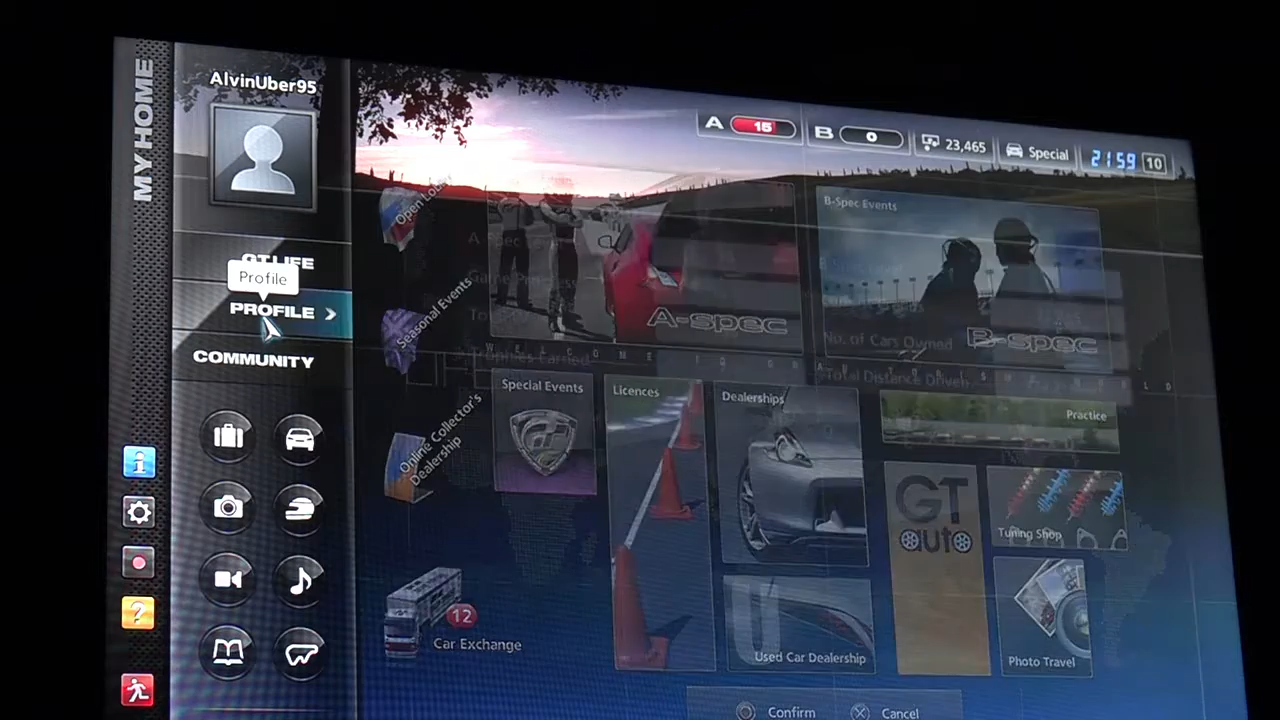 MY HOME
AlvinUber95
A 15
B 0
23,465
Special
21:59 10
GT LIFE
Profile
PROFILE
COMMUNITY
Open Lobby
Seasonal Events
Online Collector's
Dealership
A-spec
B-Spec Events
B-spec
No. of Cars Owned
Total Distance Driven
Trophies Earned
Special Events
Licences
Dealerships
Practice
GT
auto
Tuning Shop
Used Car Dealership
Photo Travel
12
Car Exchange
Confirm
Cancel